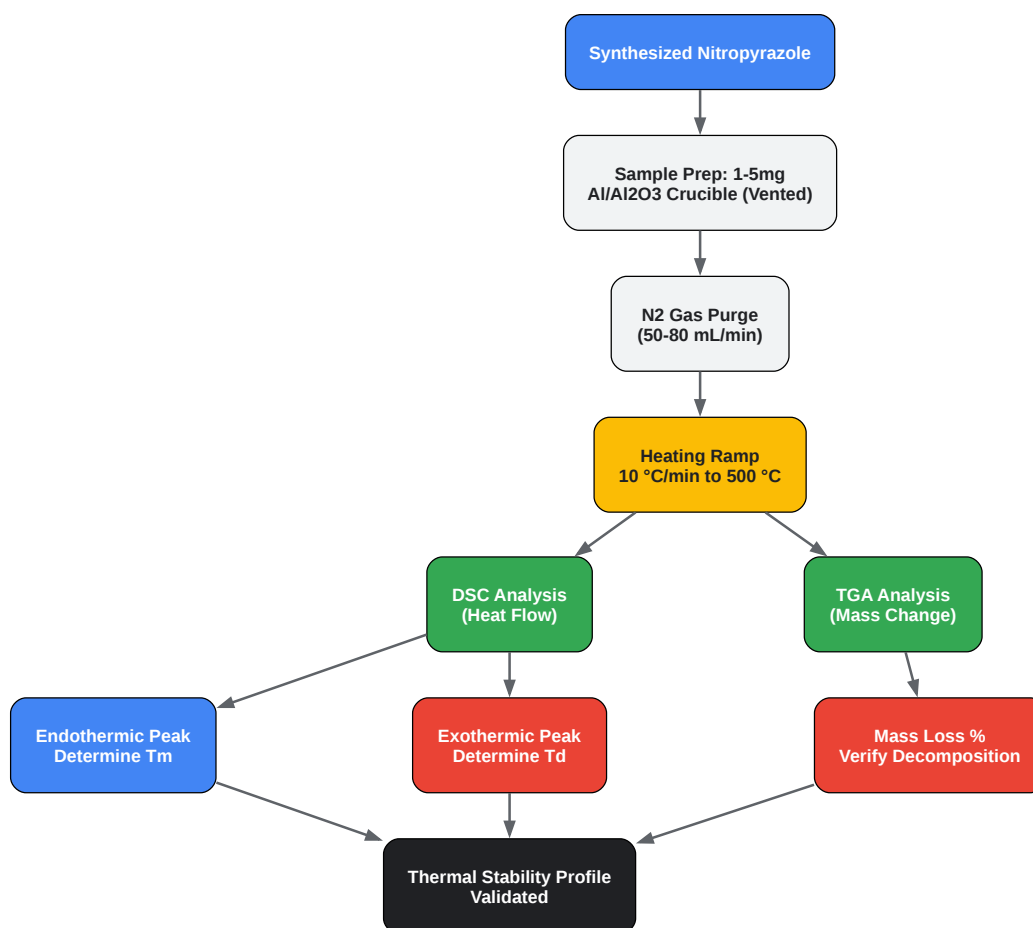 Synthesized Nitropyrazole
Sample Prep: 1-5mg
Al/Al2O3 Crucible (Vented)
N2 Gas Purge
(50-80 mL/min)
Heating Ramp
10 °C/min to 500 °C
DSC Analysis
(Heat Flow)
TGA Analysis
(Mass Change)
Endothermic Peak
Determine Tm
Exothermic Peak
Determine Td
Mass Loss %
Verify Decomposition
Thermal Stability Profile
Validated